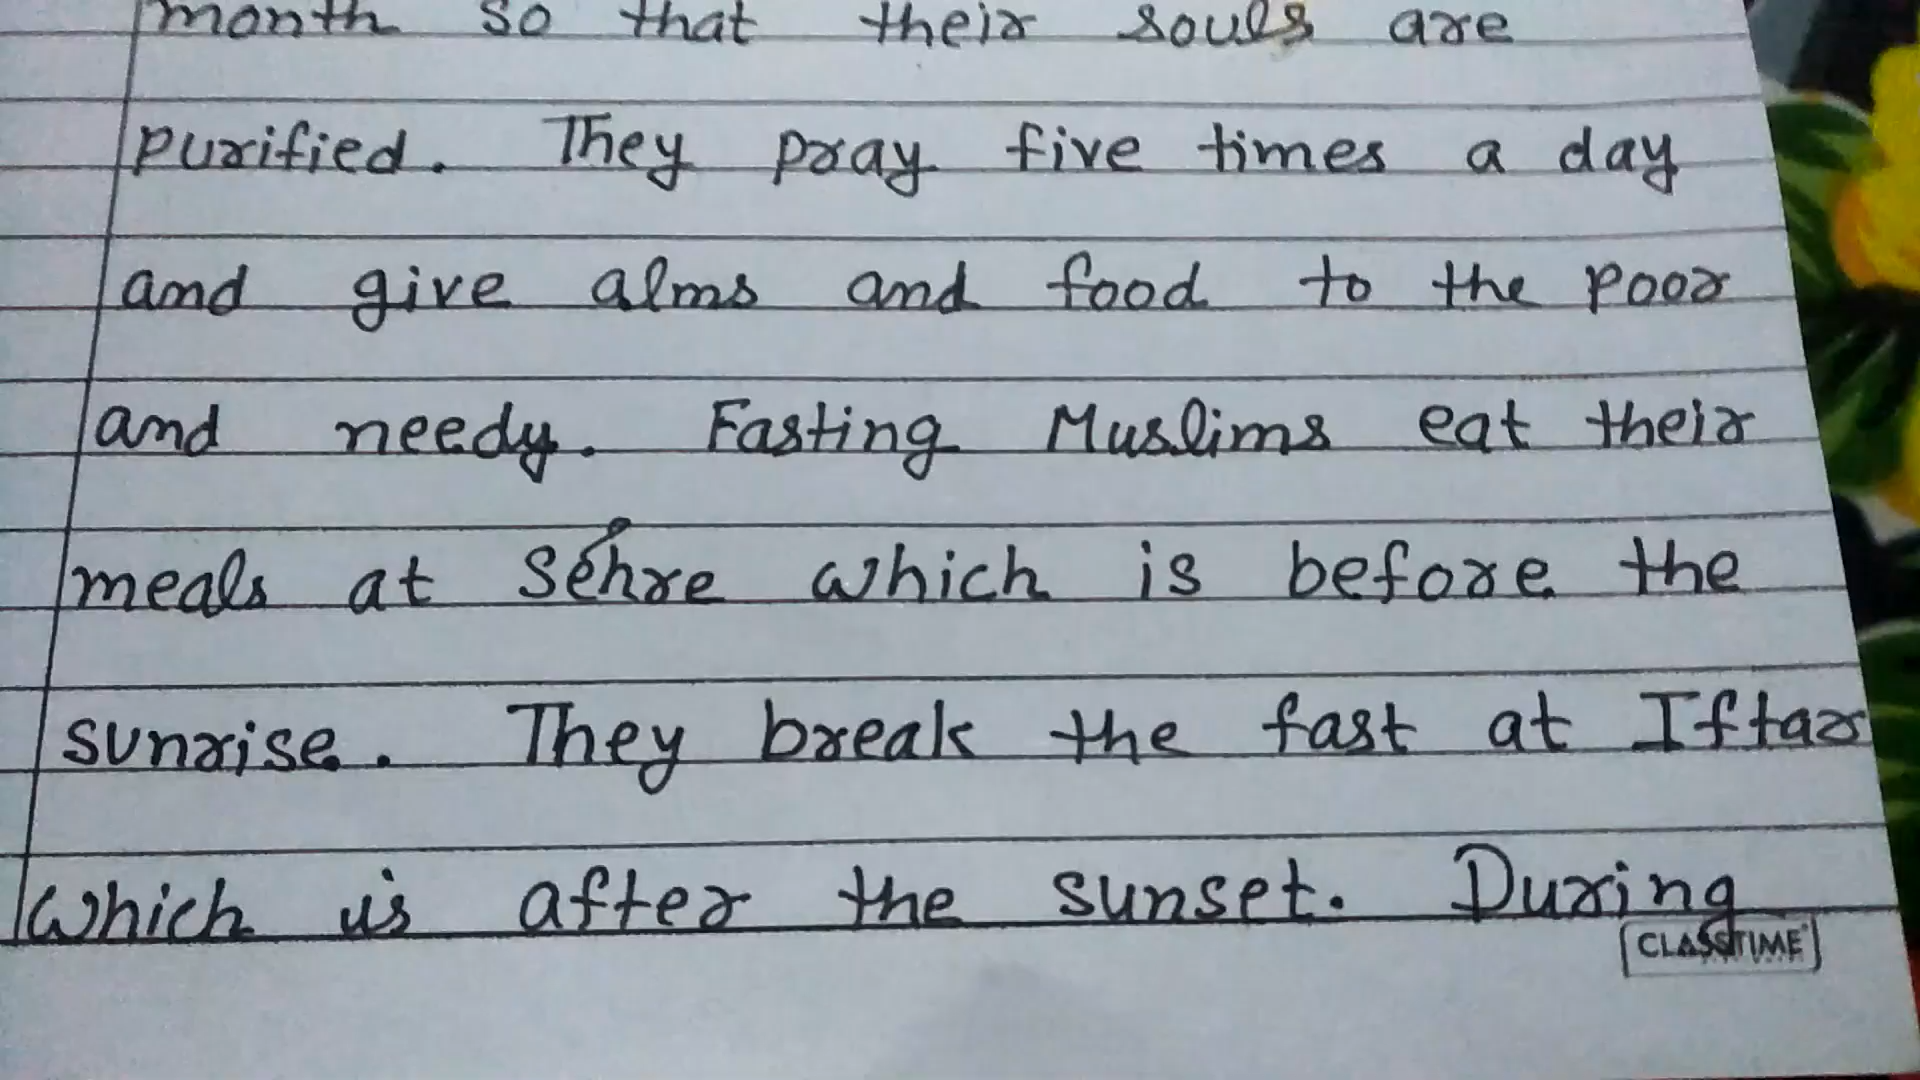 month so that their souls are
purified. They pray five times a day
and give alms and food to the poor
and needy. Fasting Muslims eat their
meals at Sehre which is before the
sunrise. They break the fast at Iftar
which is after the sunset. During
CLASSTIME